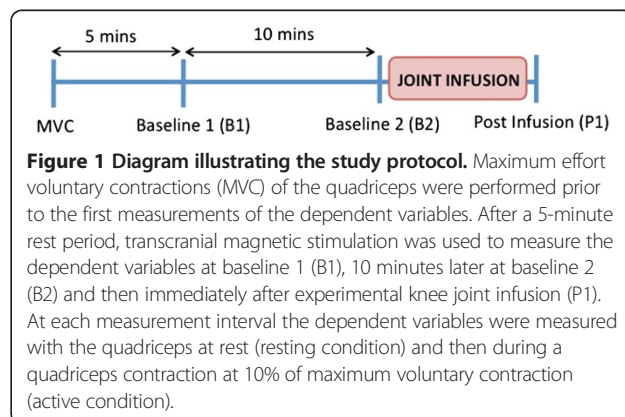 5 mins 10 mins
JOINT INFUSION
MVC Baseline 1 (B1) Baseline 2 (B2) Post Infusion (P1)
Figure 1 Diagram illustrating the study protocol. Maximum effort
voluntary contractions (MVC) of the quadriceps were performed prior
to the first measurements of the dependent variables. After a 5-minute
rest period, transcranial magnetic stimulation was used to measure the
dependent variables at baseline 1 (B1), 10 minutes later at baseline 2
(B2) and then immediately after experimental knee joint infusion (P1).
At each measurement interval the dependent variables were measured
with the quadriceps at rest (resting condition) and then during a
quadriceps contraction at 10% of maximum voluntary contraction
(active condition).